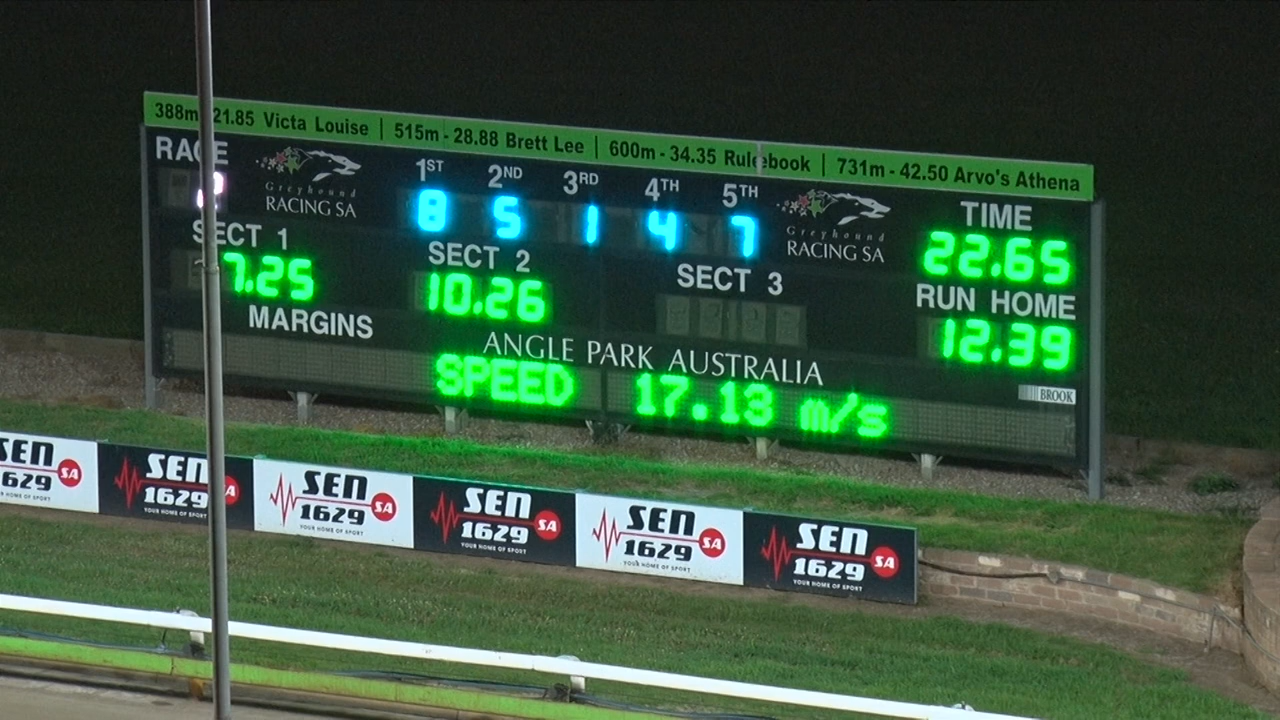 388m - 21.85 Victa Louise | 515m - 28.88 Brett Lee | 600m - 34.35 Rulebook | 731m - 42.50 Arvo's Athena
RACE
Greyhound
RACING SA
1ST 2ND 3RD 4TH 5TH
8 5 1 4 7
Greyhound
RACING SA
TIME
22.65
SECT 1
7.25
SECT 2
10.26
SECT 3
RUN HOME
12.39
MARGINS
ANGLE PARK AUSTRALIA
SPEED 17.13 m/s
BROOK
SEN
1629
SA
YOUR HOME OF SPORT
SEN
1629
SA
YOUR HOME OF SPORT
SEN
1629
SA
YOUR HOME OF SPORT
SEN
1629
SA
YOUR HOME OF SPORT
SEN
1629
SA
YOUR HOME OF SPORT
SEN
1629
SA
YOUR HOME OF SPORT